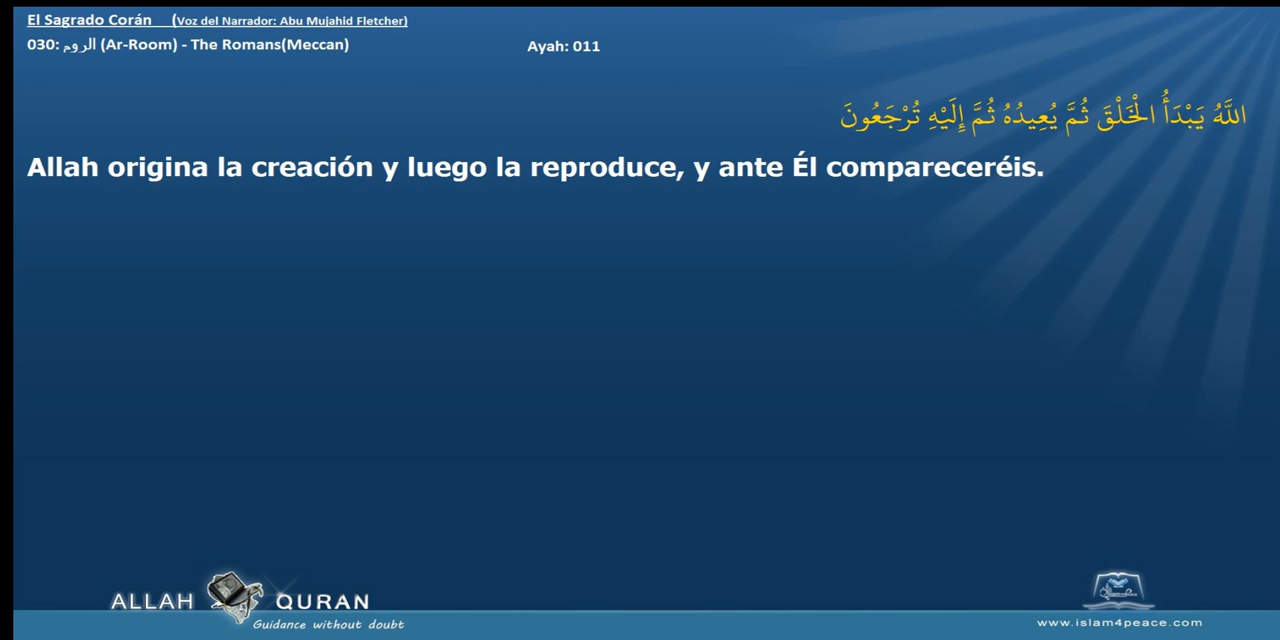 El Sagrado Corán (Voz del Narrador: Abu Mujahid Fletcher)
030: الروم (Ar-Room) - The Romans(Meccan) Ayah: 011
اللَّهُ يَبْدَأُ الْخَلْقَ ثُمَّ يُعِيدُهُ ثُمَّ إِلَيْهِ تُرْجَعُونَ
Allah origina la creación y luego la reproduce, y ante Él compareceréis.
ALLAH QURAN
Guidance without doubt
www.islam4peace.com